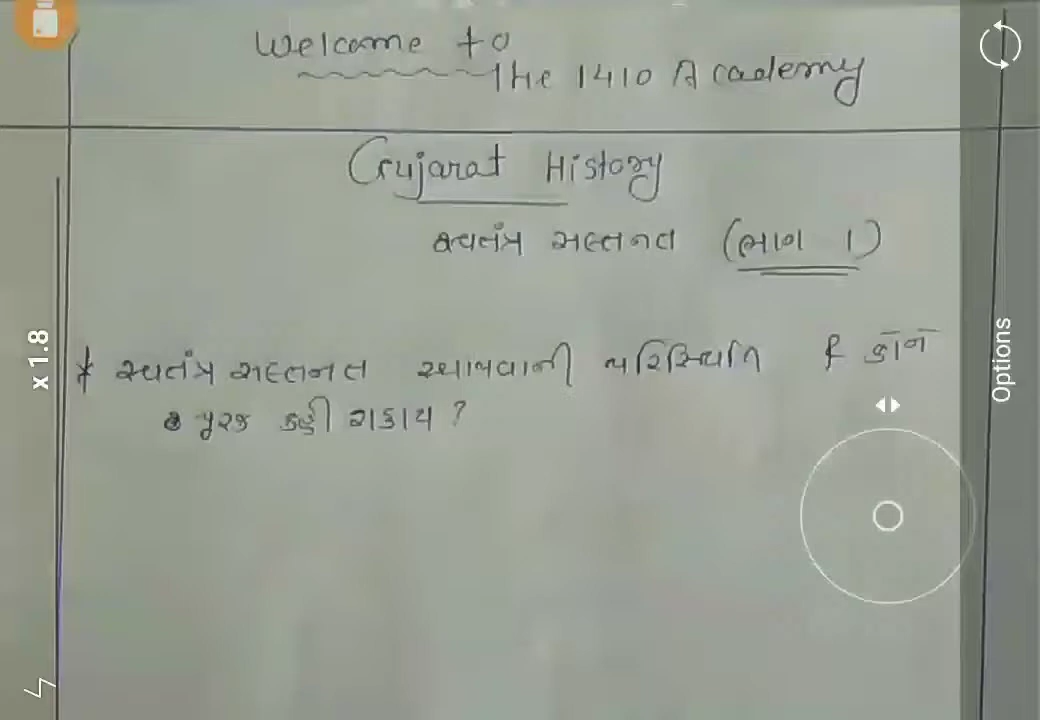 Welcome to
The 1410 Academy
Gujarat History
સ્વતંત્ર સલ્તનત (ભાગ 1)
* સ્વતંત્ર સલ્તનત સ્થાપવાની પરિસ્થિતિ ई कॉन
પુરક કહી શકાય ?
x 1.8
Options